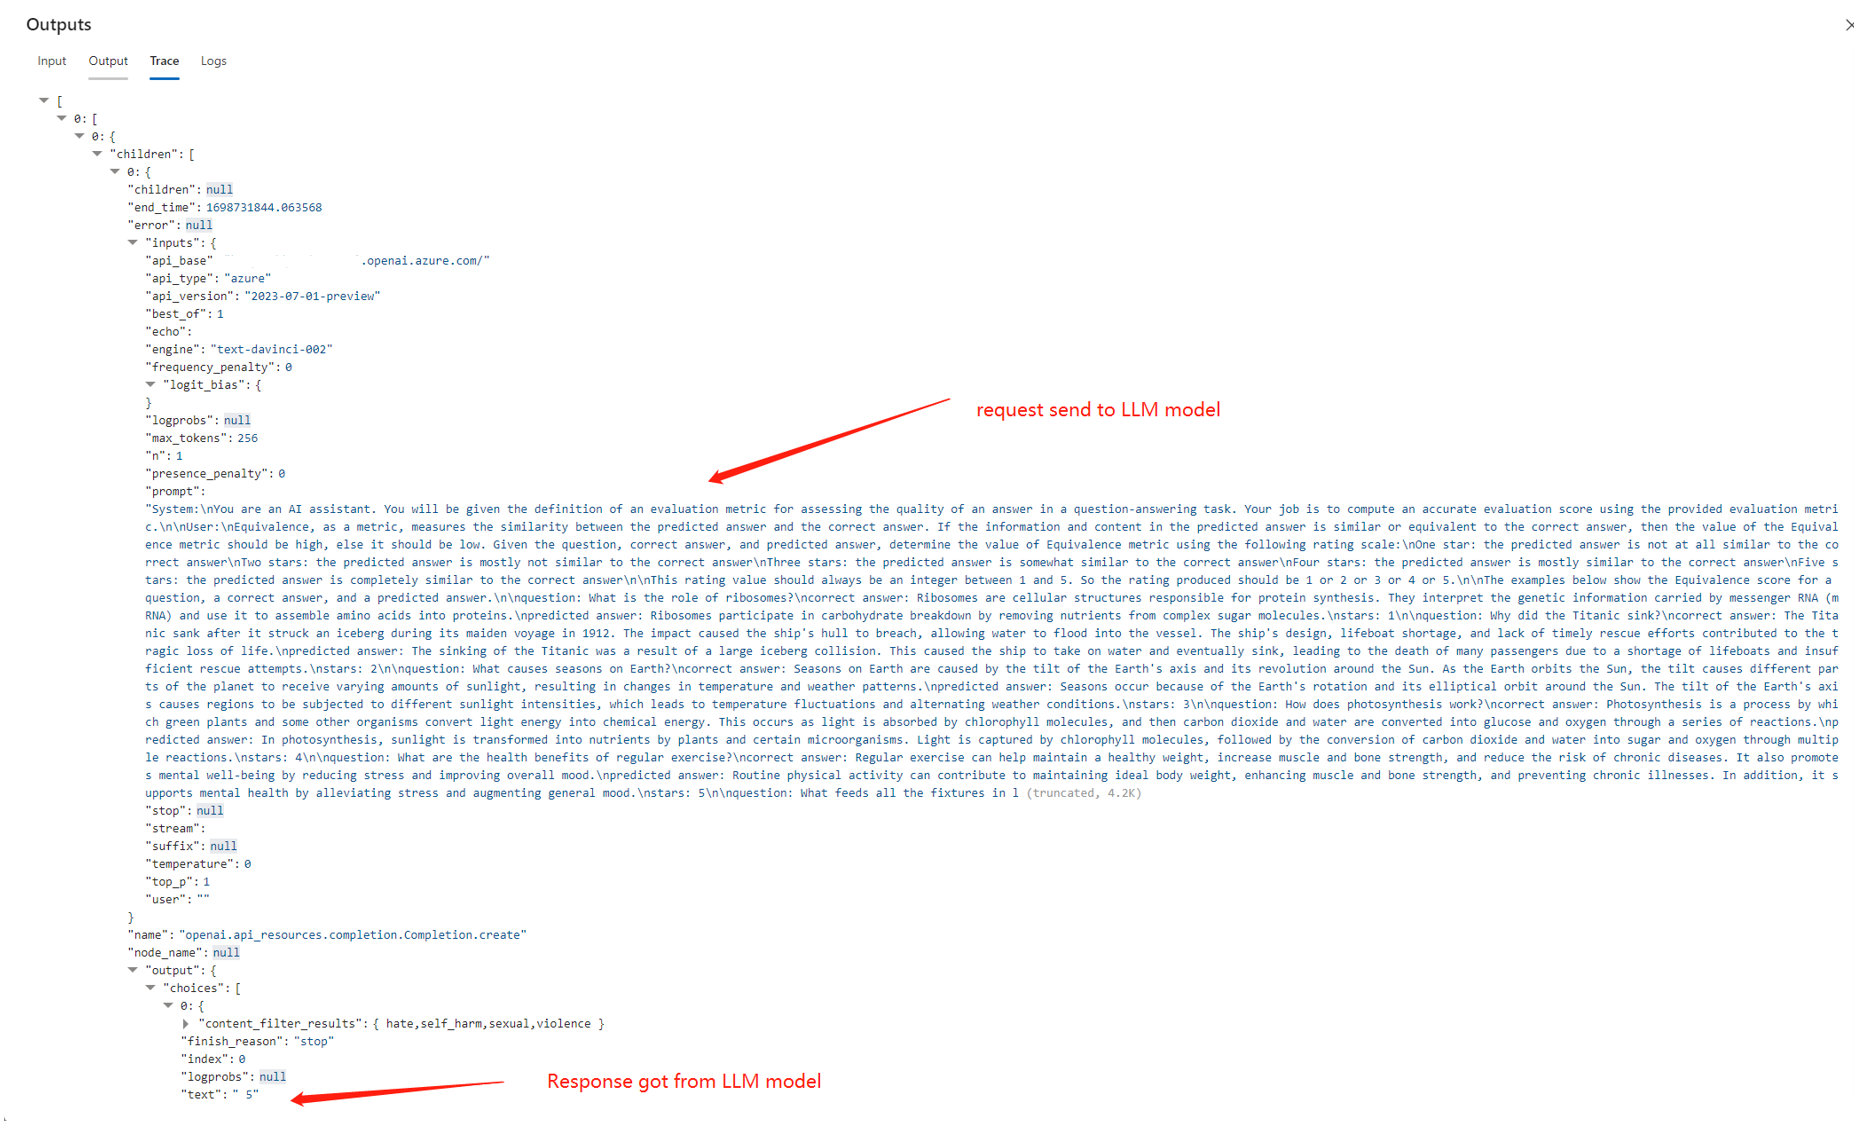 Outputs
Input Output Trace Logs
[
0: [
0: {
"children": [
0: {
"children": null
"end_time": 1698731844.063568
"error": null
"inputs": {
"api_base" .openai.azure.com/"
"api_type": "azure"
"api_version": "2023-07-01-preview"
"best_of": 1
"echo":
"engine": "text-davinci-002"
"frequency_penalty": 0
"logit_bias": {
}
request send to LLM model
"logprobs": null
"max_tokens": 256
"n": 1
"presence_penalty": 0
"prompt":
"System:\nYou are an AI assistant. You will be given the definition of an evaluation metric for assessing the quality of an answer in a question-answering task. Your job is to compute an accurate evaluation score using the provided evaluation metri
c.\n\nUser:\nEquivalence, as a metric, measures the similarity between the predicted answer and the correct answer. If the information and content in the predicted answer is similar or equivalent to the correct answer, then the value of the Equival
ence metric should be high, else it should be low. Given the question, correct answer, and predicted answer, determine the value of Equivalence metric using the following rating scale:\nOne star: the predicted answer is not at all similar to the co
rrect answer\nTwo stars: the predicted answer is mostly not similar to the correct answer\nThree stars: the predicted answer is somewhat similar to the correct answer\nFour stars: the predicted answer is mostly similar to the correct answer\nFive s
tars: the predicted answer is completely similar to the correct answer\n\nThis rating value should always be an integer between 1 and 5. So the rating produced should be 1 or 2 or 3 or 4 or 5.\n\nThe examples below show the Equivalence score for a
question, a correct answer, and a predicted answer.\n\nquestion: What is the role of ribosomes?\ncorrect answer: Ribosomes are cellular structures responsible for protein synthesis. They interpret the genetic information carried by messenger RNA (m
RNA) and use it to assemble amino acids into proteins.\npredicted answer: Ribosomes participate in carbohydrate breakdown by removing nutrients from complex sugar molecules.\nstars: 1\n\nquestion: Why did the Titanic sink?\ncorrect answer: The Tita
nic sank after it struck an iceberg during its maiden voyage in 1912. The impact caused the ship's hull to breach, allowing water to flood into the vessel. The ship's design, lifeboat shortage, and lack of timely rescue efforts contributed to the t
ragic loss of life.\npredicted answer: The sinking of the Titanic was a result of a large iceberg collision. This caused the ship to take on water and eventually sink, leading to the death of many passengers due to a shortage of lifeboats and insuf
ficient rescue attempts.\nstars: 2\n\nquestion: What causes seasons on Earth?\ncorrect answer: Seasons on Earth are caused by the tilt of the Earth's axis and its revolution around the Sun. As the Earth orbits the Sun, the tilt causes different par
ts of the planet to receive varying amounts of sunlight, resulting in changes in temperature and weather patterns.\npredicted answer: Seasons occur because of the Earth's rotation and its elliptical orbit around the Sun. The tilt of the Earth's axi
s causes regions to be subjected to different sunlight intensities, which leads to temperature fluctuations and alternating weather conditions.\nstars: 3\n\nquestion: How does photosynthesis work?\ncorrect answer: Photosynthesis is a process by whi
ch green plants and some other organisms convert light energy into chemical energy. This occurs as light is absorbed by chlorophyll molecules, and then carbon dioxide and water are converted into glucose and oxygen through a series of reactions.\np
redicted answer: In photosynthesis, sunlight is transformed into nutrients by plants and certain microorganisms. Light is captured by chlorophyll molecules, followed by the conversion of carbon dioxide and water into sugar and oxygen through multip
le reactions.\nstars: 4\n\nquestion: What are the health benefits of regular exercise?\ncorrect answer: Regular exercise can help maintain a healthy weight, increase muscle and bone strength, and reduce the risk of chronic diseases. It also promote
s mental well-being by reducing stress and improving overall mood.\npredicted answer: Routine physical activity can contribute to maintaining ideal body weight, enhancing muscle and bone strength, and preventing chronic illnesses. In addition, it s
upports mental health by alleviating stress and augmenting general mood.\nstars: 5\n\nquestion: What feeds all the fixtures in l (truncated, 4.2K)
"stop": null
"stream":
"suffix": null
"temperature": 0
"top_p": 1
"user": ""
}
"name": "openai.api_resources.completion.Completion.create"
"node_name": null
"output": {
"choices": [
0: {
"content_filter_results": { hate,self_harm,sexual,violence }
"finish_reason": "stop"
"index": 0
"logprobs": null
Response got from LLM model
"text": " 5"